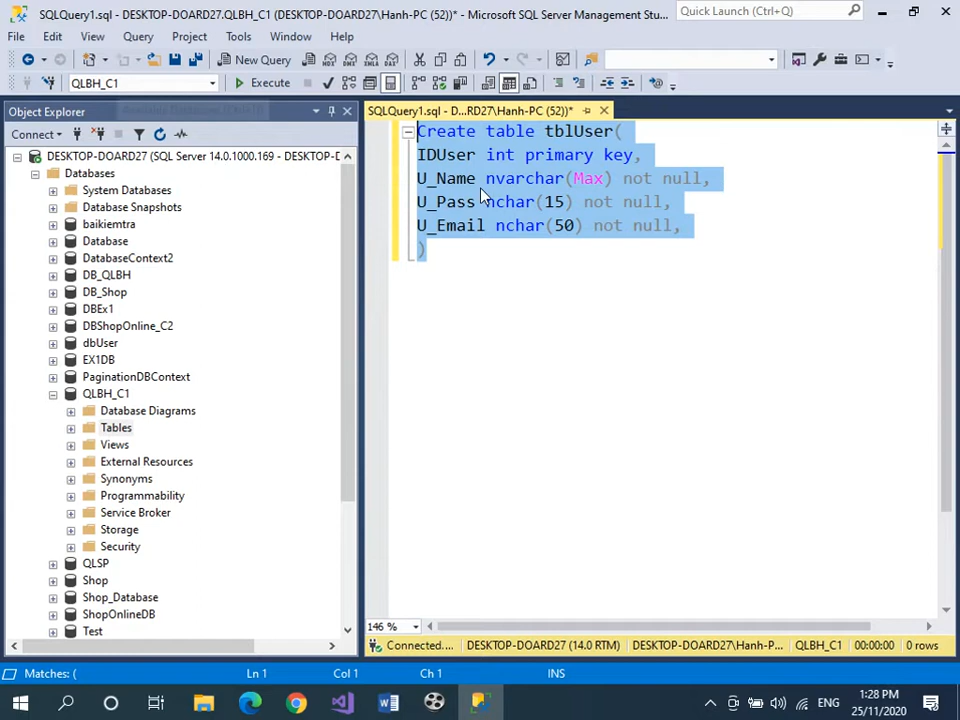 SQLQuery1.sql - DESKTOP-DOARD27.QLBH_C1 (DESKTOP-DOARD27\Hanh-PC (52))* - Microsoft SQL Server Management Stu...
Quick Launch (Ctrl+Q)
File Edit View Query Project Tools Window Help
New Query
QLBH_C1 Execute
Object Explorer
SQLQuery1.sql - D...RD27\Hanh-PC (52))*
Connect
DESKTOP-DOARD27 (SQL Server 14.0.1000.169 - DESKTOP-
Databases
System Databases
Database Snapshots
baikiemtra
Database
DatabaseContext2
DB_QLBH
DB_Shop
DBEx1
DBShopOnline_C2
dbUser
EX1DB
PaginationDBContext
QLBH_C1
Database Diagrams
Tables
Views
External Resources
Synonyms
Programmability
Service Broker
Storage
Security
QLSP
Shop
Shop_Database
ShopOnlineDB
Test
Create table tblUser(
IDUser int primary key,
U_Name nvarchar(Max) not null,
U_Pass nchar(15) not null,
U_Email nchar(50) not null,
)
146 %
Connected.... DESKTOP-DOARD27 (14.0 RTM) DESKTOP-DOARD27\Hanh-P... QLBH_C1 00:00:00 0 rows
Matches: ( Ln 1 Col 1 Ch 1 INS
ENG
1:28 PM
25/11/2020